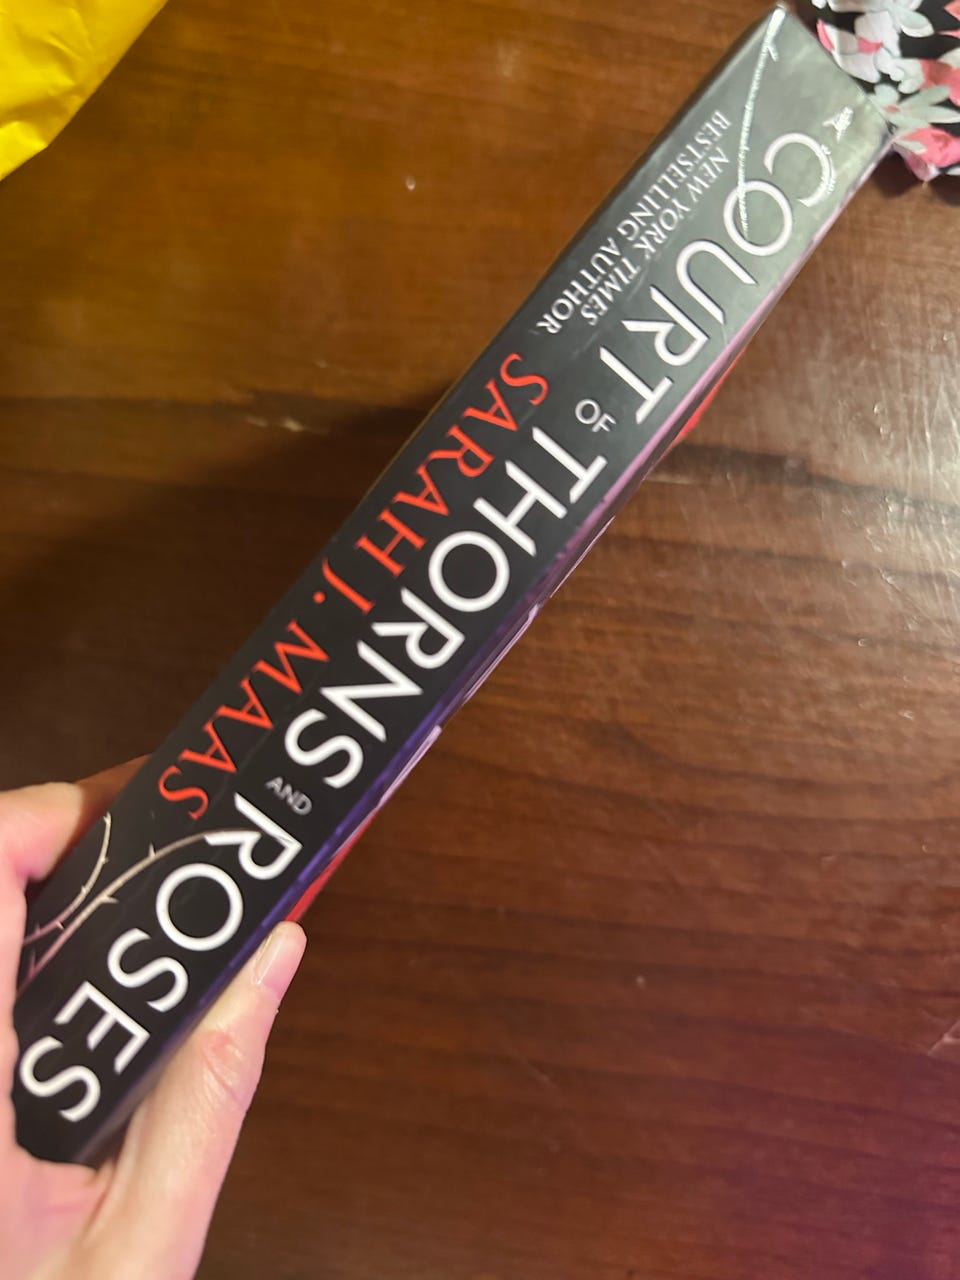 A COURT OF THORNS AND ROSES
NEW YORK TIMES
BESTSELLING AUTHOR
SARAH J. MAAS